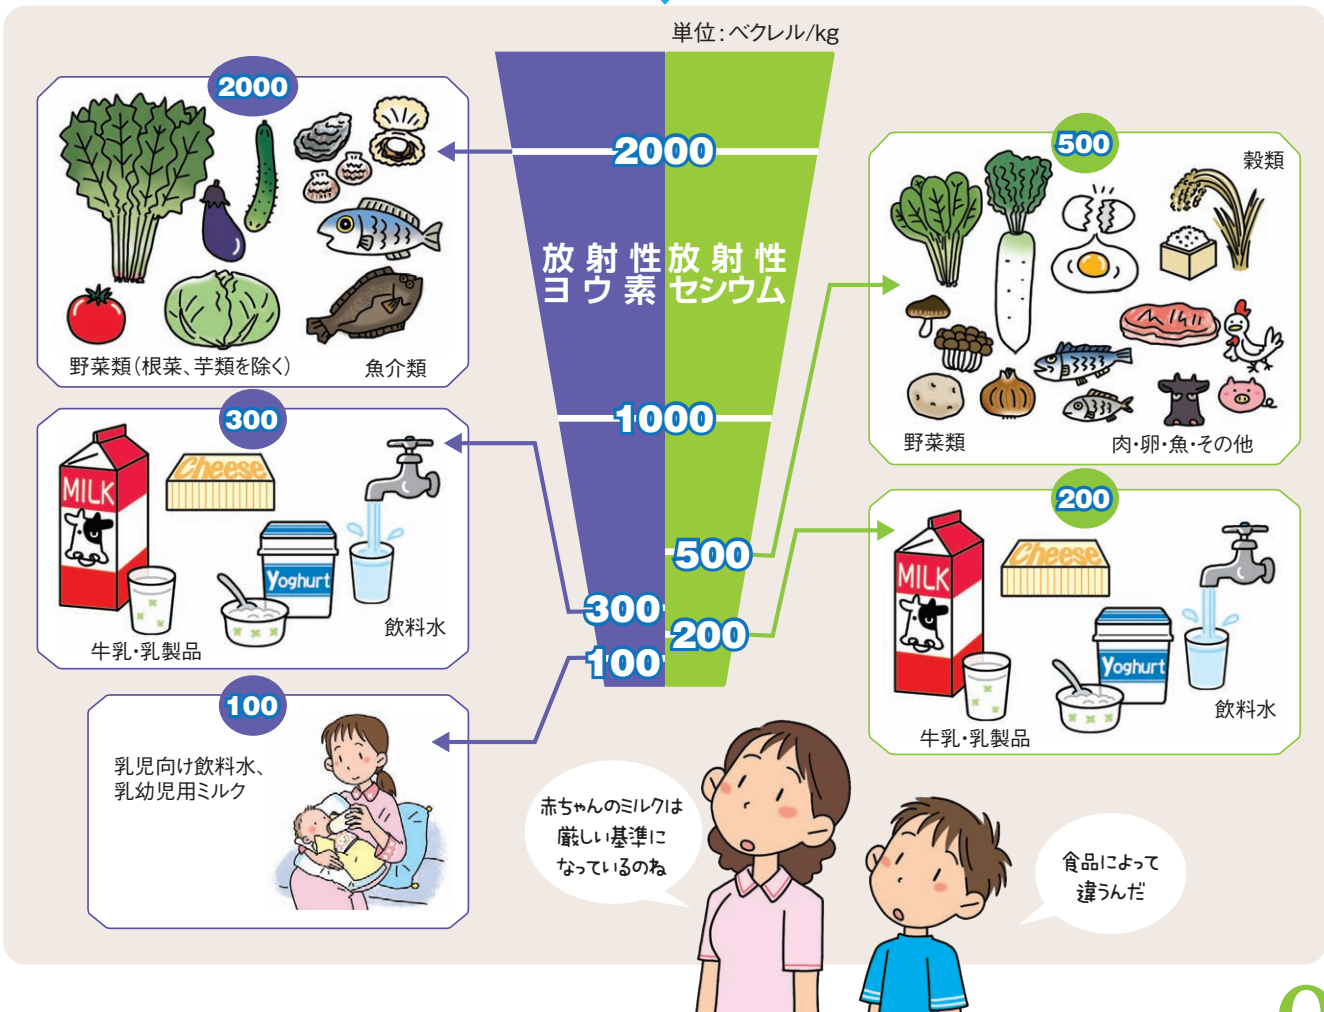 単位:ベクレル/kg
2000
野菜類(根菜、芋類を除く)
魚介類
300
MILK
Cheese
Yoghurt
牛乳・乳製品
飲料水
100
乳児向け飲料水、
乳幼児用ミルク
放射性
ヨウ素
放射性
セシウム
2000
1000
500
300
200
100
500
穀類
野菜類
肉・卵・魚・その他
200
MILK
Cheese
Yoghurt
牛乳・乳製品
飲料水
赤ちゃんのミルクは
厳しい基準に
なっているのね
食品によって
違うんだ